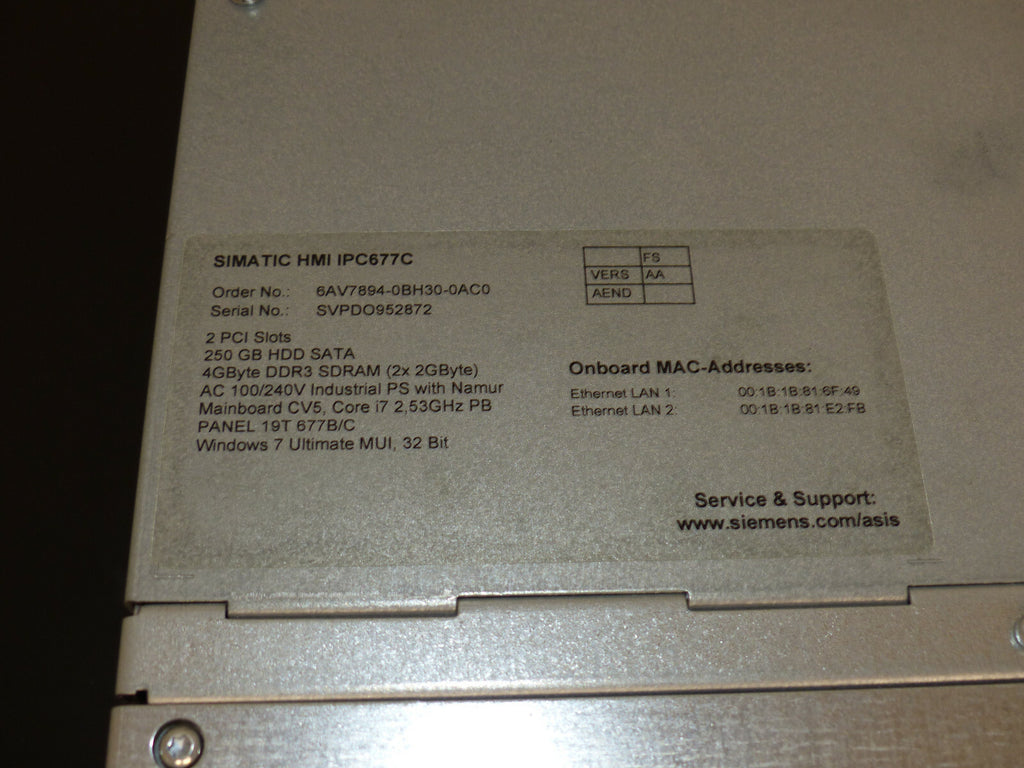 SIMATIC HMI IPC677C
Order No.: 6AV7894-0BH30-0AC0
Serial No.: SVPDO952872
2 PCI Slots
250 GB HDD SATA
4GByte DDR3 SDRAM (2x 2GByte)
AC 100/240V Industrial PS with Namur
Mainboard CV5, Core i7 2,53GHz PB
PANEL 19T 677B/C
Windows 7 Ultimate MUI, 32 Bit
FS
VERS AA
AEND
Onboard MAC-Addresses:
Ethernet LAN 1: 00:1B:1B:81:6F:49
Ethernet LAN 2: 00:1B:1B:81:E2:FB
Service & Support:
www.siemens.com/asis